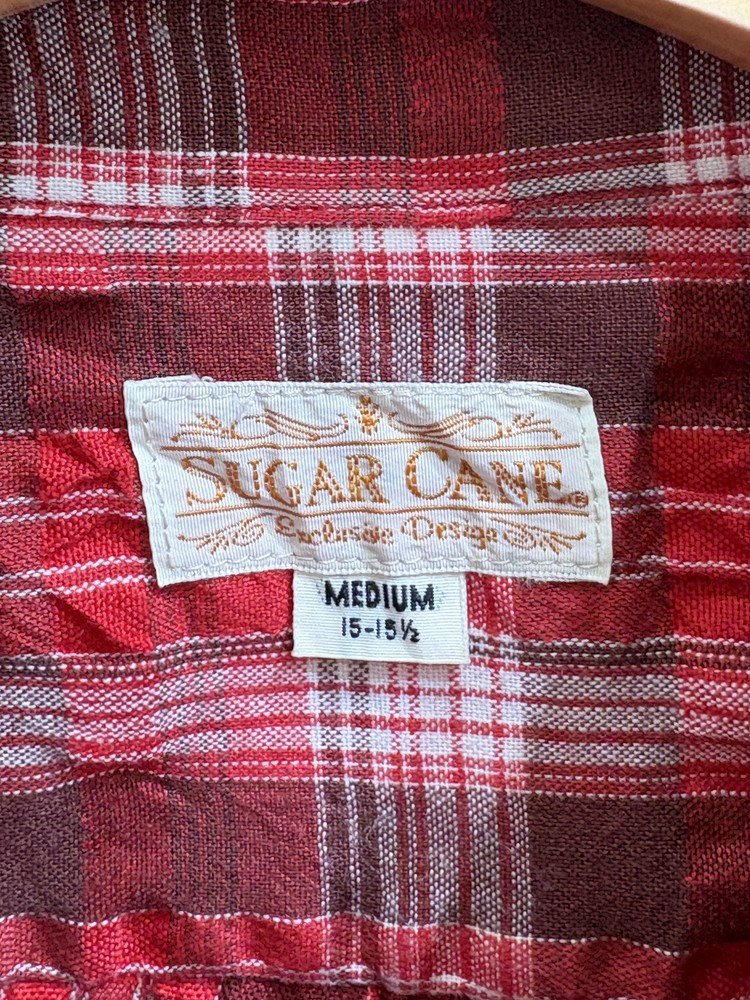 SUGAR CANE®
Exclusive Design
MEDIUM
15-15½